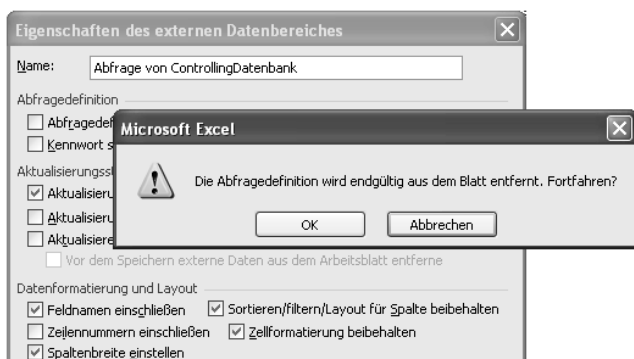 Eigenschaften des externen Datenbereiches
Name: Abfrage von ControllingDatenbank
Abfragedefinition
Microsoft Excel
Die Abfragedefinition wird endgültig aus dem Blatt entfernt. Fortfahren?
OK Abbrechen
Vor dem Speichern externe Daten aus dem Arbeitsblatt entferne
Datenformatierung und Layout
Feldnamen einschließen Sortieren/filtern/Layout für Spalte beibehalten
Zeilennummern einschließen Zellformatierung beibehalten
Spaltenbreite einstellen